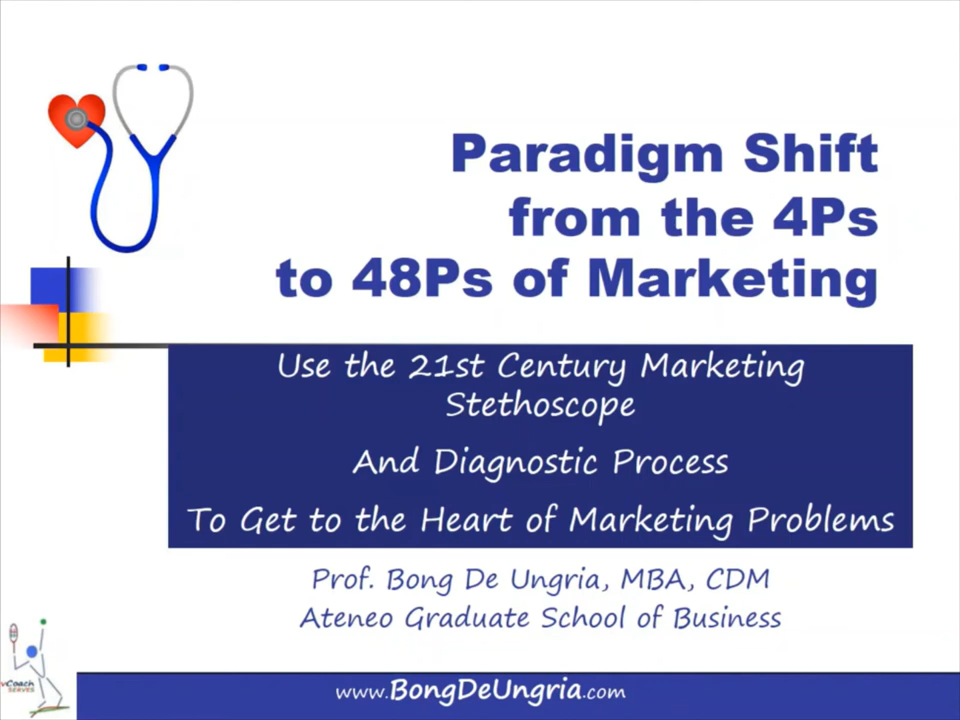 Paradigm Shift
from the 4Ps
to 48Ps of Marketing
Use the 21st Century Marketing
Stethoscope
And Diagnostic Process
To Get to the Heart of Marketing Problems
Prof. Bong De Ungria, MBA, CDM
Ateneo Graduate School of Business
vCoach
SERVES
www.BongDeUngria.com